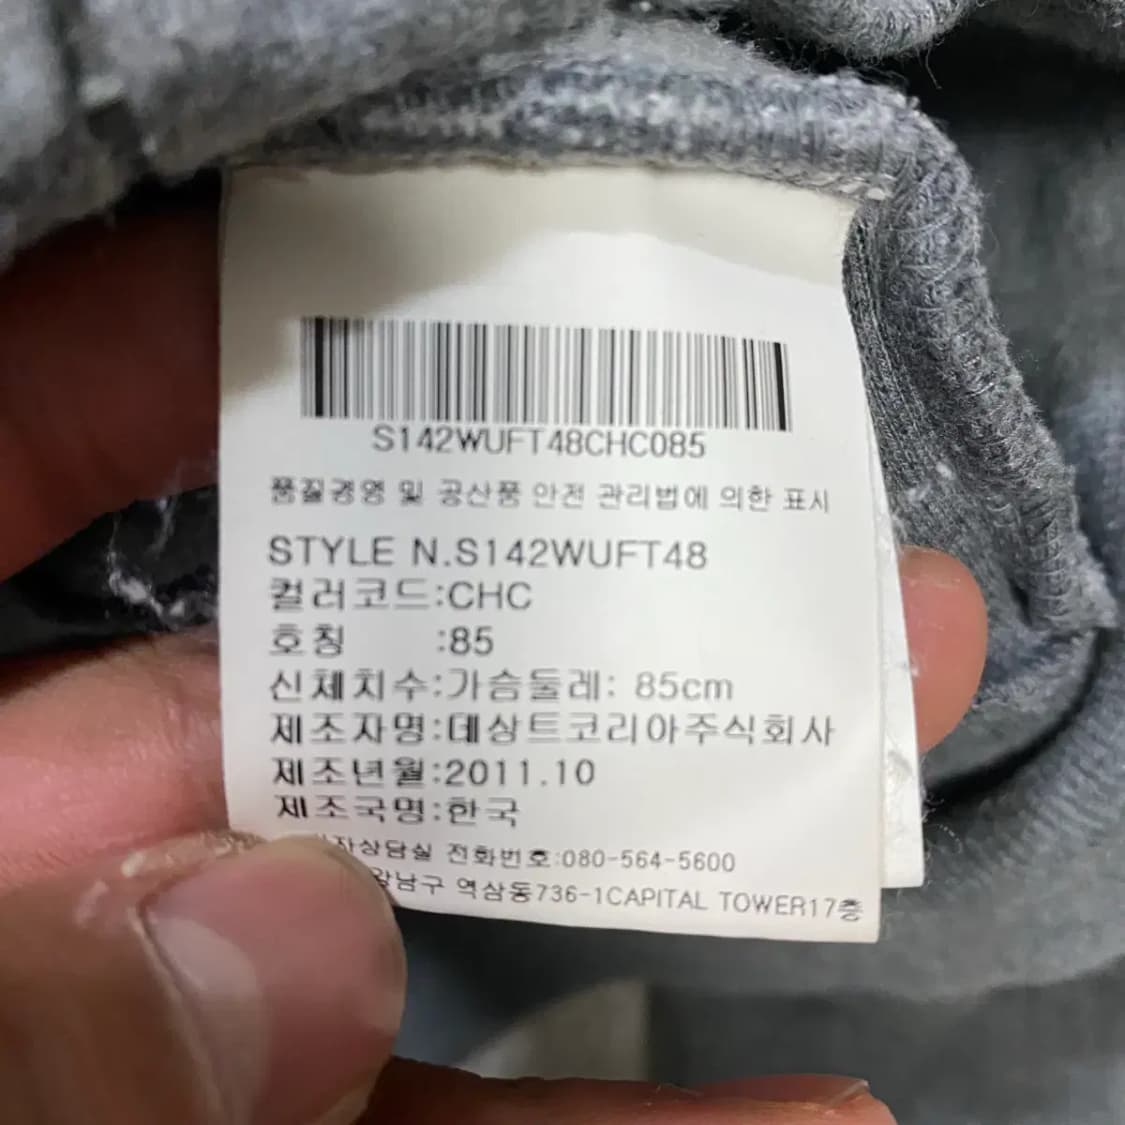 S142WUFT48CHC085
품질경영 및 공산품 안전 관리법에 의한 표시
STYLE N.S142WUFT48
컬러코드:CHC
호칭 :85
신체치수:가슴둘레: 85cm
제조자명:데상트코리아주식회사
제조년월:2011.10
제조국명:한국
자상담실 전화번호:080-564-5600
강남구 역삼동736-1CAPITAL TOWER17층